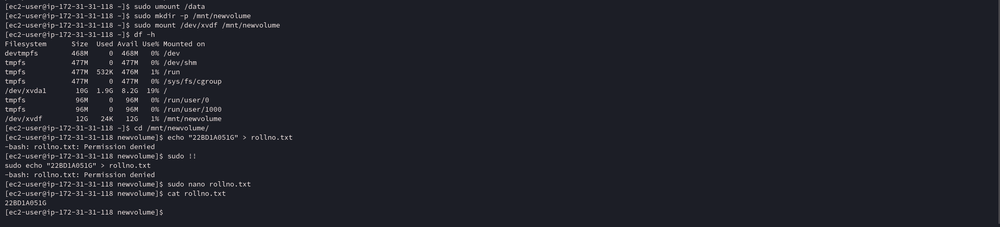 [ec2-user@ip-172-31-31-118 ~]$ sudo umount /data
[ec2-user@ip-172-31-31-118 ~]$ sudo mkdir -p /mnt/newvolume
[ec2-user@ip-172-31-31-118 ~]$ sudo mount /dev/xvdf /mnt/newvolume
[ec2-user@ip-172-31-31-118 ~]$ df -h
Filesystem      Size  Used Avail Use% Mounted on
devtmpfs        468M     0  468M   0% /dev
tmpfs           477M     0  477M   0% /dev/shm
tmpfs           477M  532K  476M   1% /run
tmpfs           477M     0  477M   0% /sys/fs/cgroup
/dev/xvda1       10G  1.9G  8.2G  19% /
tmpfs            96M     0   96M   0% /run/user/0
tmpfs            96M     0   96M   0% /run/user/1000
/dev/xvdf        12G   24K   12G   1% /mnt/newvolume
[ec2-user@ip-172-31-31-118 ~]$ cd /mnt/newvolume/
[ec2-user@ip-172-31-31-118 newvolume]$ echo "22BD1A051G" > rollno.txt
-bash: rollno.txt: Permission denied
[ec2-user@ip-172-31-31-118 newvolume]$ sudo !!
sudo echo "22BD1A051G" > rollno.txt
-bash: rollno.txt: Permission denied
[ec2-user@ip-172-31-31-118 newvolume]$ sudo nano rollno.txt
[ec2-user@ip-172-31-31-118 newvolume]$ cat rollno.txt
22BD1A051G
[ec2-user@ip-172-31-31-118 newvolume]$